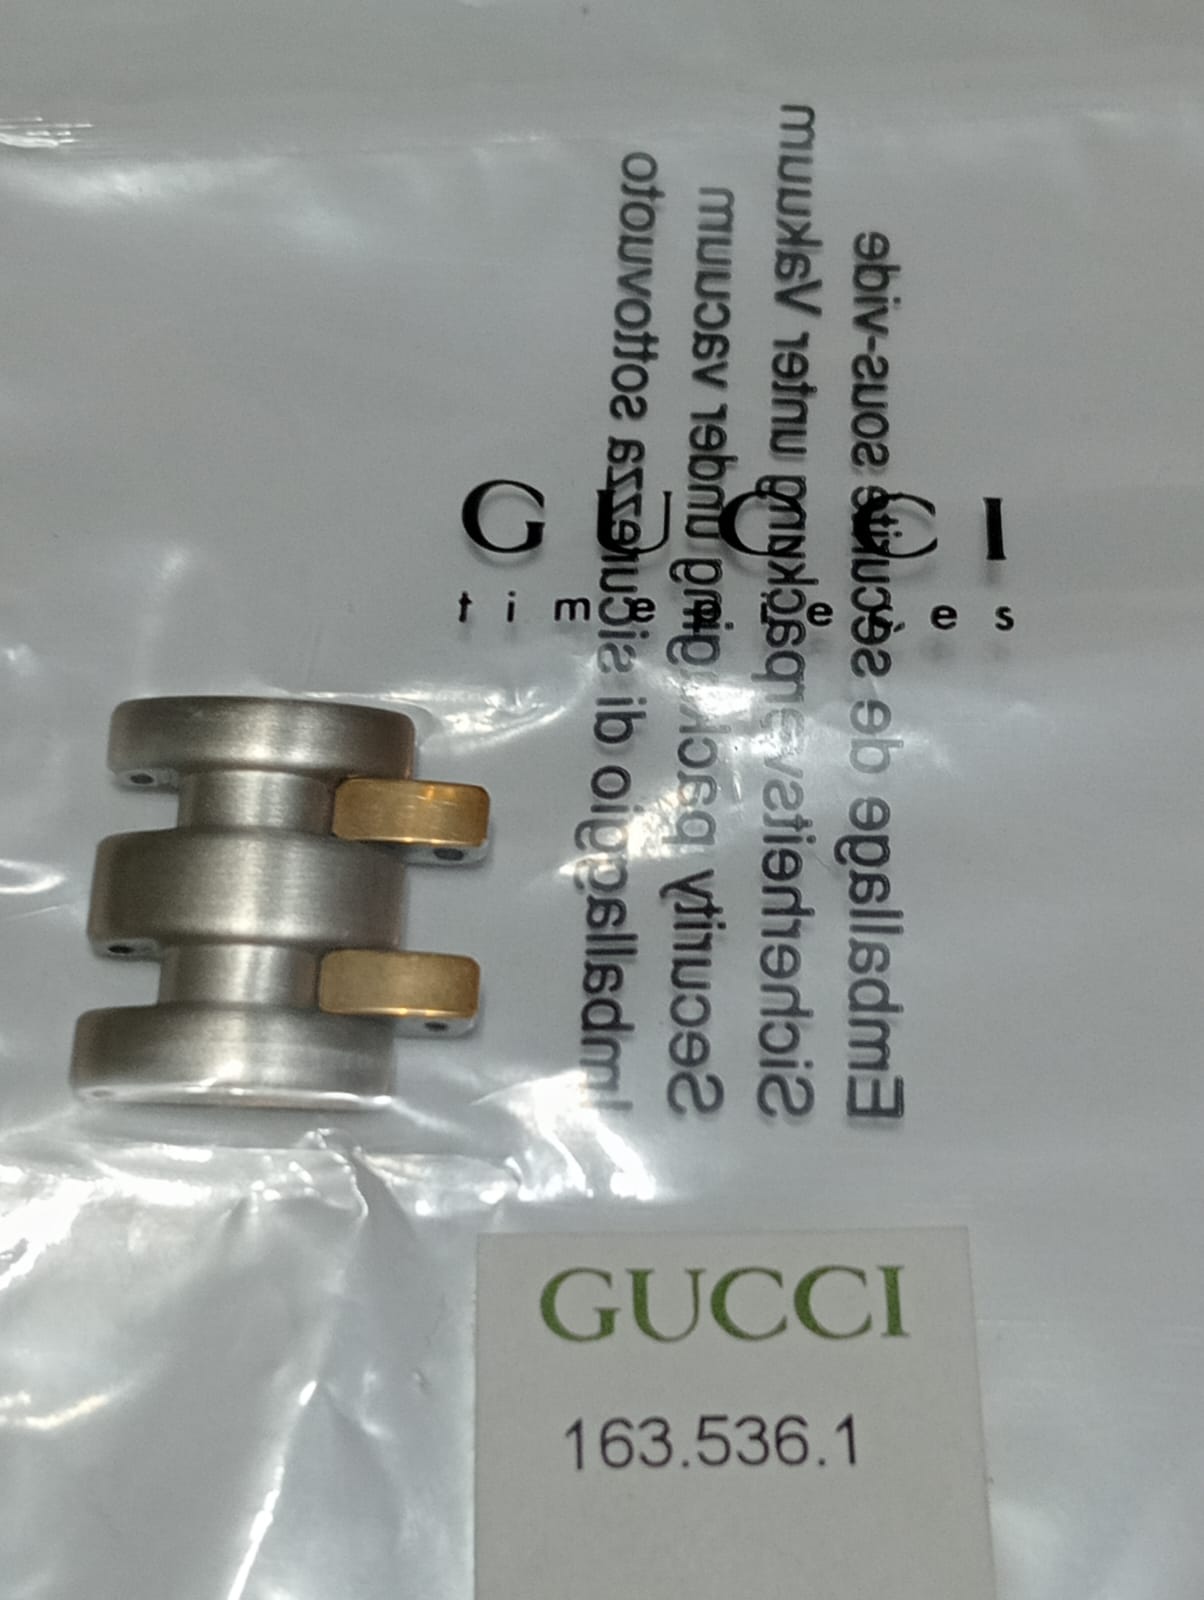 GUCCI
timepieces
Imballaggio di sicurezza sottovuoto
Security packaging under vacuum
Sicherheitsverpackung unter Vakuum
Emballage de sécurité sous-vide
GUCCI
163.536.1